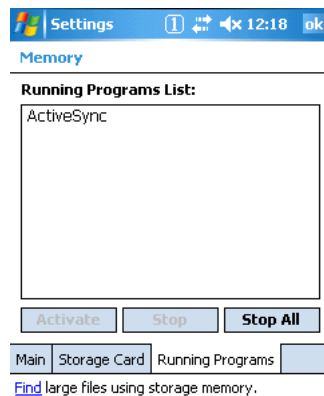 Settings 1 12:18 ok
Memory
Running Programs List:
ActiveSync
Activate Stop Stop All
Main Storage Card Running Programs
Find large files using storage memory.